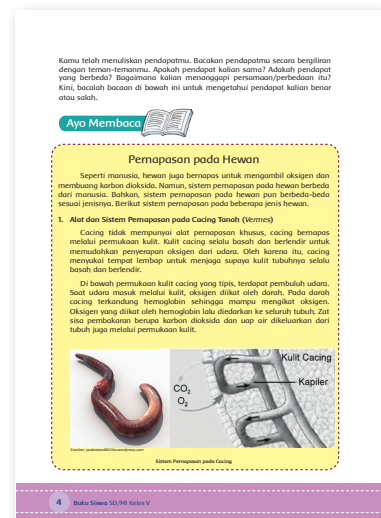 Kamu telah menuliskan pendapatmu. Bacakan pendapatmu secara bergiliran
dengan teman-temanmu. Apakah pendapat kalian sama? Adakah pendapat
yang berbeda? Bagaimana kalian menanggapi persamaan/perbedaan itu?
Kini, bacalah bacaan di bawah ini untuk mengetahui pendapat kalian benar
atau salah.
Ayo Membaca
Pernapasan pada Hewan
Seperti manusia, hewan juga bernapas untuk mengambil oksigen dan
membuang karbon dioksida. Namun, sistem pernapasan pada hewan berbeda
dari manusia. Bahkan, sistem pernapasan pada hewan pun berbeda-beda
sesuai jenisnya. Berikut sistem pernapasan pada beberapa jenis hewan.
1. Alat dan Sistem Pernapasan pada Cacing Tanah (Vermes)
Cacing tidak mempunyai alat pernapasan khusus, cacing bernapas
melalui permukaan kulit. Kulit cacing selalu basah dan berlendir untuk
memudahkan penyerapan oksigen dari udara. Oleh karena itu, cacing
menyukai tempat lembap untuk menjaga supaya kulit tubuhnya selalu
basah dan berlendir.
Di bawah permukaan kulit cacing yang tipis, terdapat pembuluh udara.
Saat udara masuk melalui kulit, oksigen diikat oleh darah. Pada darah
cacing terkandung hemoglobin sehingga mampu mengikat oksigen.
Oksigen yang diikat oleh hemoglobin lalu diedarkan ke seluruh tubuh. Zat
sisa pembakaran berupa karbon dioksida dan uap air dikeluarkan dari
tubuh juga melalui permukaan kulit.
Kulit Cacing
Kapiler
CO₂
O₂
Sistem Pernapasan pada Cacing
4 Buku Siswa SD/MI Kelas V